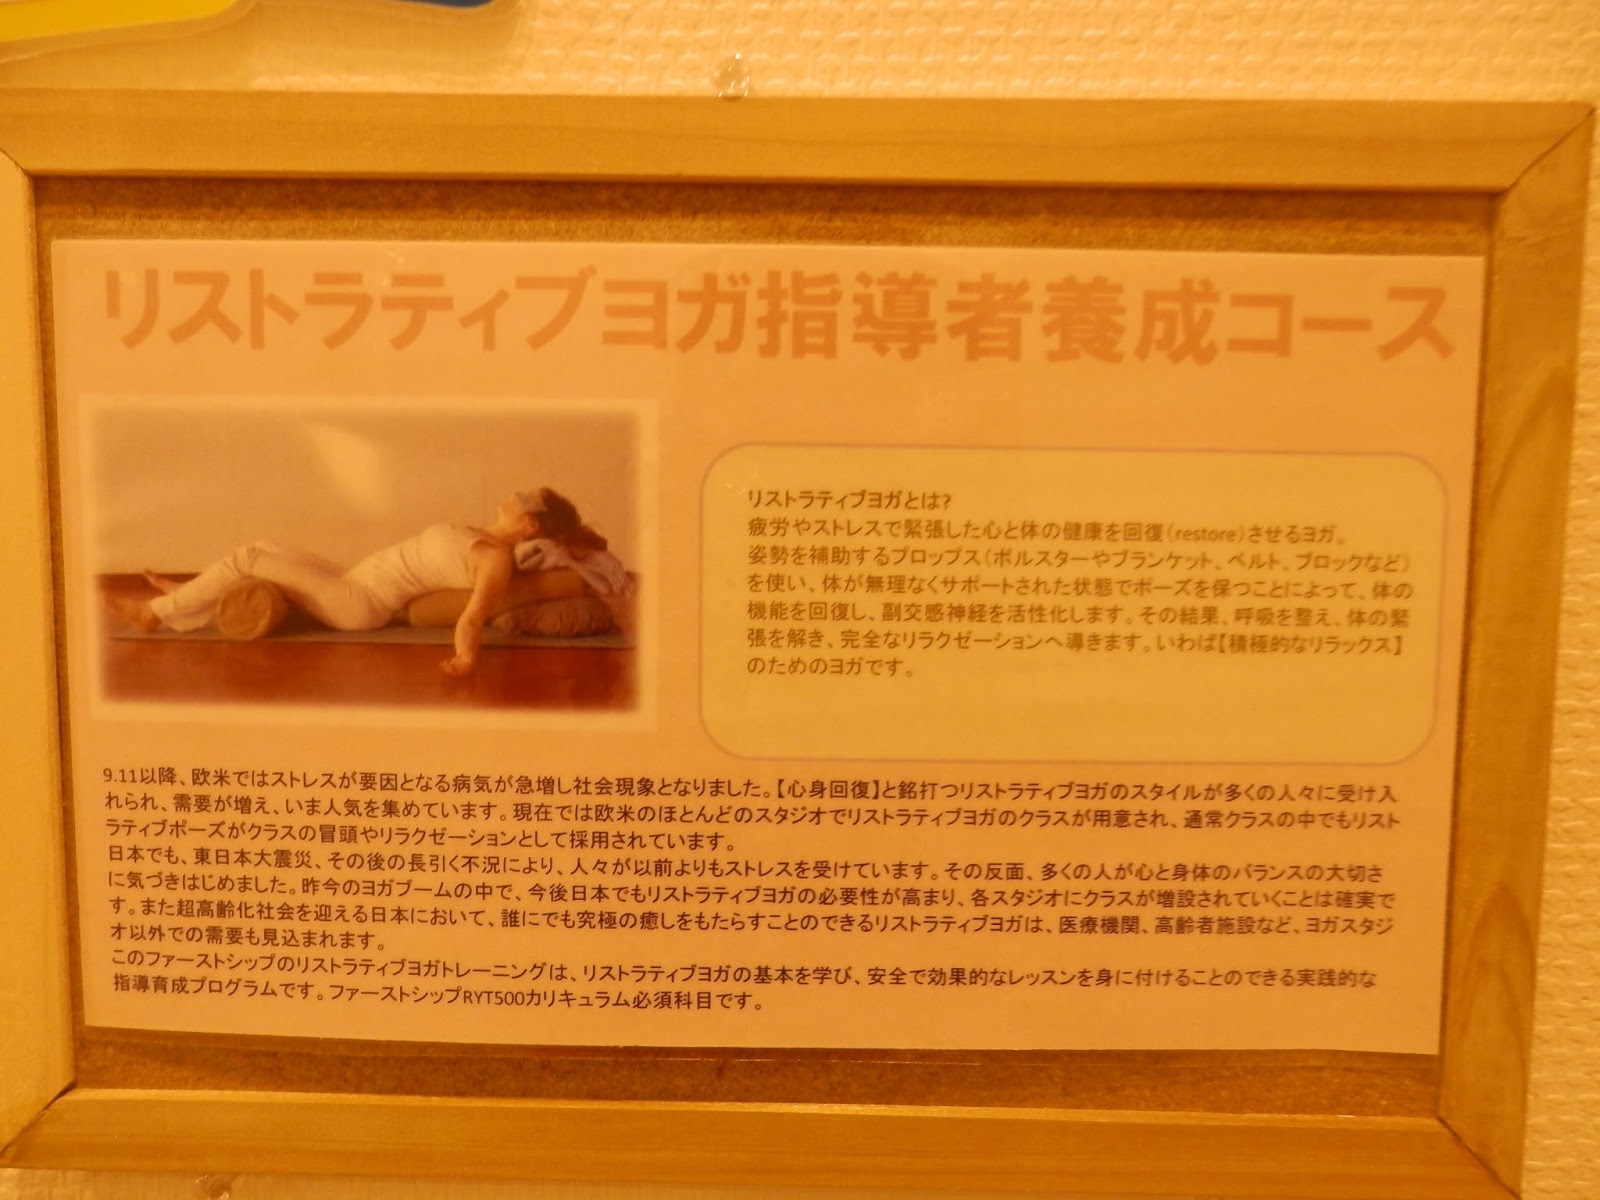 リストラティブヨガ指導者養成コース
リストラティブヨガとは?
疲労やストレスで緊張した心と体の健康を回復(restore)させるヨガ。
姿勢を補助するプロップス(ボルスターやブランケット、ベルト、ブロックなど)
を使い、体が無理なくサポートされた状態でポーズを保つことによって、体の
機能を回復し、副交感神経を活性化します。その結果、呼吸を整え、体の緊
張を解き、完全なリラクゼーションへ導きます。いわば【積極的なリラックス】
のためのヨガです。
9.11以降、欧米ではストレスが要因となる病気が急増し社会現象となりました。【心身回復】と銘打つリストラティブヨガのスタイルが多くの人々に受け入
れられ、需要が増え、いま人気を集めています。現在では欧米のほとんどのスタジオでリストラティブヨガのクラスが用意され、通常クラスの中でもリスト
ラティブポーズがクラスの冒頭やリラクゼーションとして採用されています。
日本でも、東日本大震災、その後の長引く不況により、人々が以前よりもストレスを受けています。その反面、多くの人が心と身体のバランスの大切さ
に気づきはじめました。昨今のヨガブームの中で、今後日本でもリストラティブヨガの必要性が高まり、各スタジオにクラスが増設されていくことは確実で
す。また超高齢化社会を迎える日本において、誰にでも究極の癒しをもたらすことのできるリストラティブヨガは、医療機関、高齢者施設など、ヨガスタジ
オ以外での需要も見込まれます。
このファーストシップのリストラティブヨガトレーニングは、リストラティブヨガの基本を学び、安全で効果的なレッスンを身に付けることのできる実践的な
指導育成プログラムです。ファーストシップRYT500カリキュラム必須科目です。